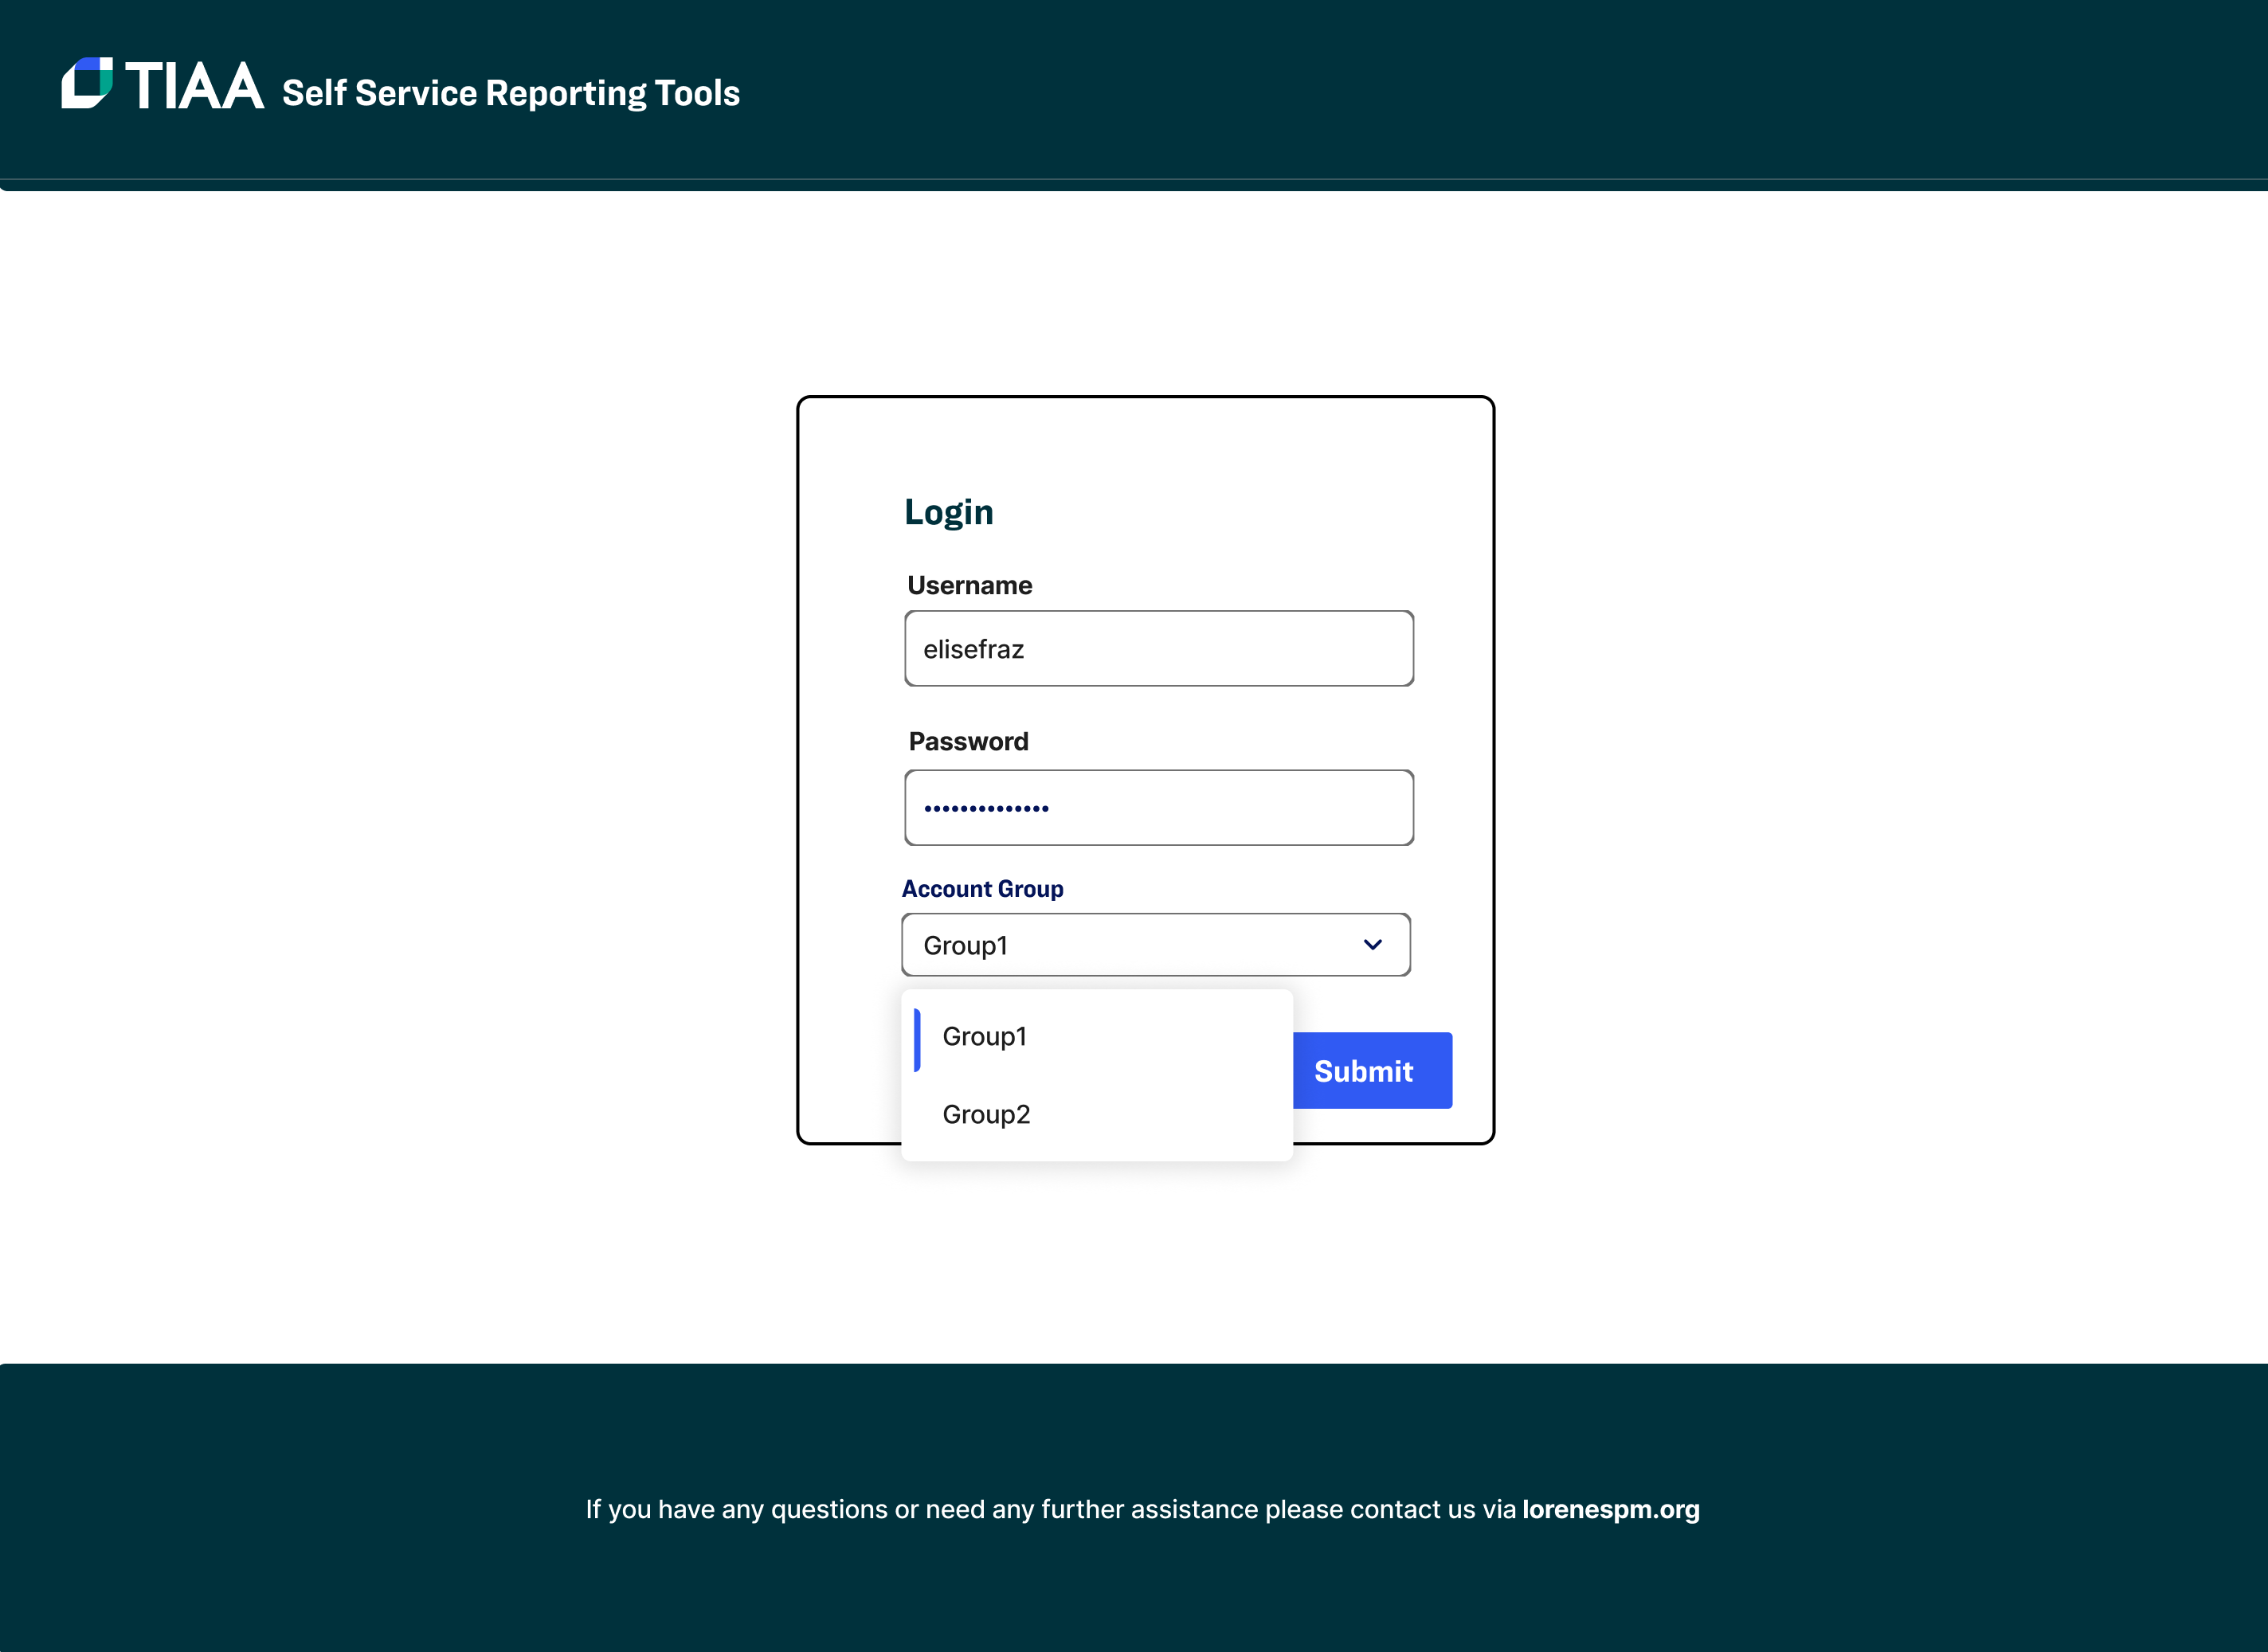 TIAA Self Service Reporting Tools
Login
Username
elisefraz
Password
••••••••••••••
Account Group
Group1
Group1
Submit
Group2
If you have any questions or need any further assistance please contact us via lorenespm.org